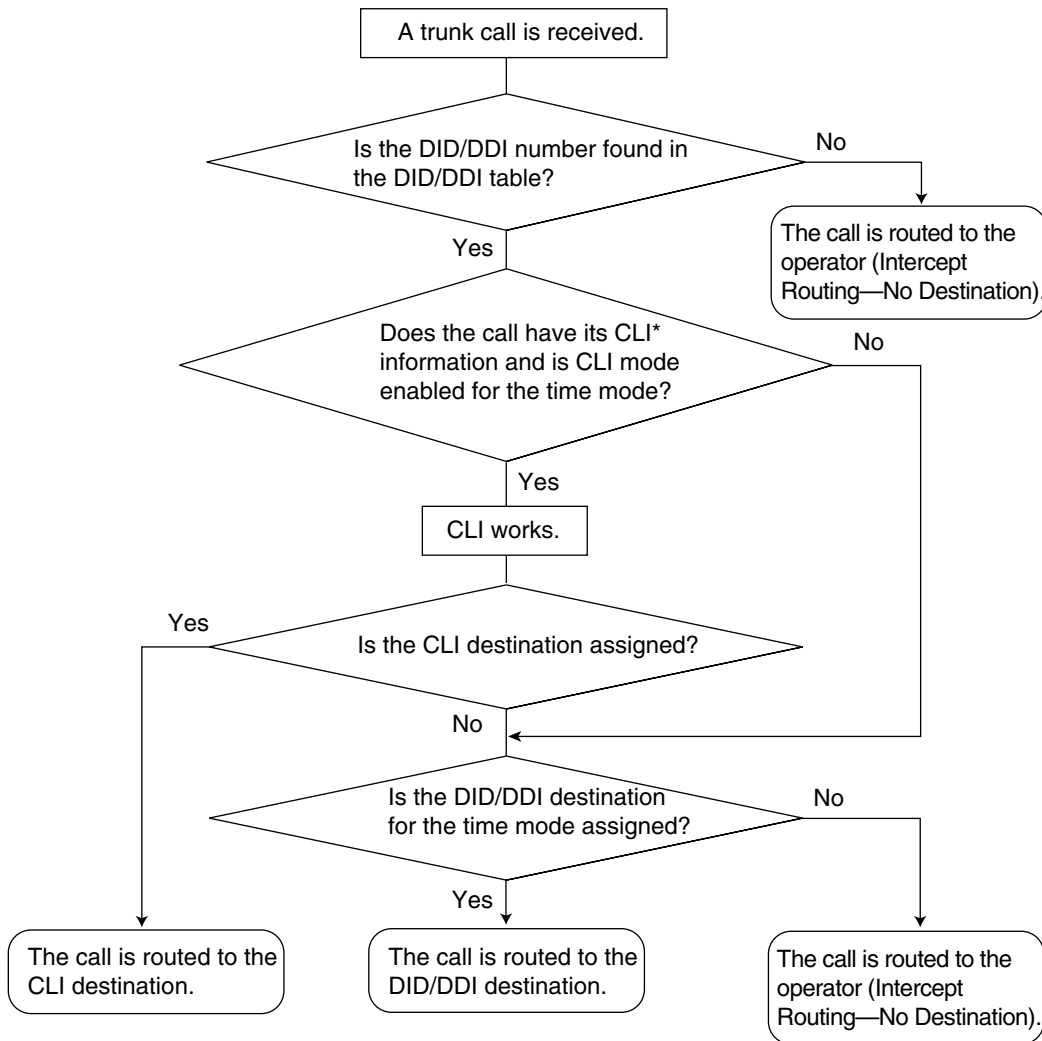 A trunk call is received.
Is the DID/DDI number found in
the DID/DDI table?
No
Yes
The call is routed to the
operator (Intercept
Routing—No Destination).
Does the call have its CLI*
information and is CLI mode
enabled for the time mode?
No
Yes
CLI works.
Yes
Is the CLI destination assigned?
No
Is the DID/DDI destination
for the time mode assigned?
No
Yes
The call is routed to the
CLI destination.
The call is routed to the
DID/DDI destination.
The call is routed to the
operator (Intercept
Routing—No Destination).